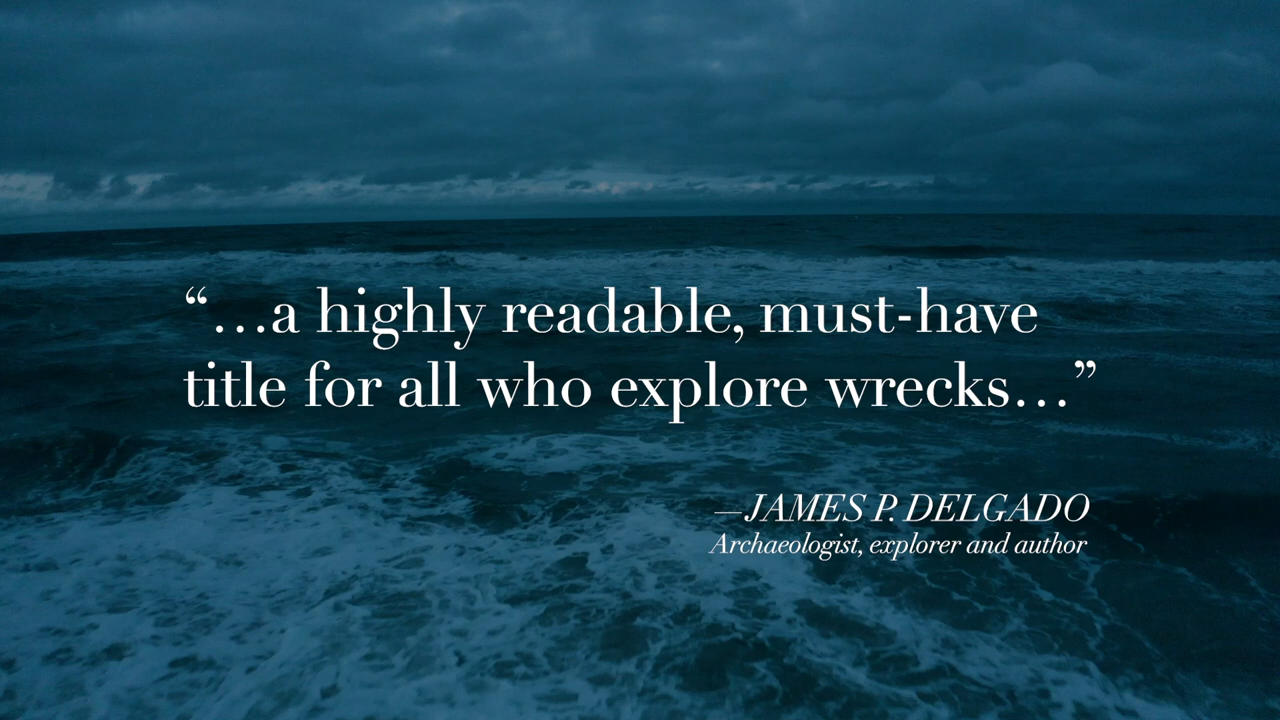 “…a highly readable, must-have
title for all who explore wrecks…”
—JAMES P. DELGADO
Archaeologist, explorer and author